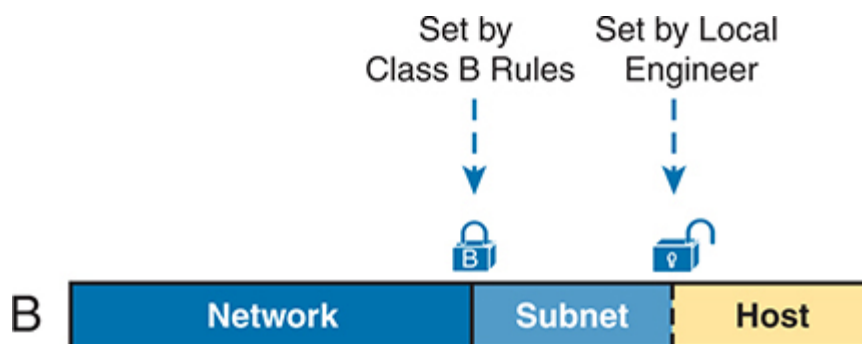 Set by
Class B Rules
Set by Local
Engineer
B
B
Network
Subnet
Host